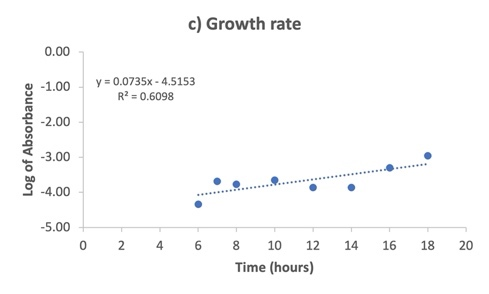 c) Growth rate
0.00
y = 0.0735x - 4.5153
R² = 0.6098
-1.00
-2.00
-3.00
-4.00
-5.00
Log of Absorbance
0 2 4 6 8 10 12 14 16 18 20
Time (hours)